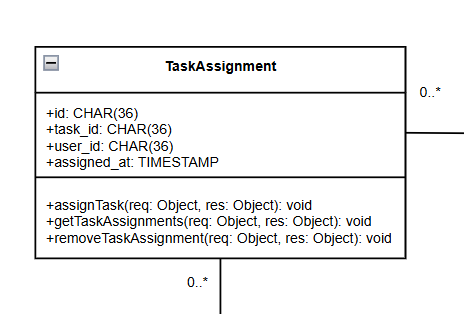 TaskAssignment
0..*
+id: CHAR(36)
+task_id: CHAR(36)
+user_id: CHAR(36)
+assigned_at: TIMESTAMP
+assignTask(req: Object, res: Object): void
+getTaskAssignments(req: Object, res: Object): void
+removeTaskAssignment(req: Object, res: Object): void
0..*